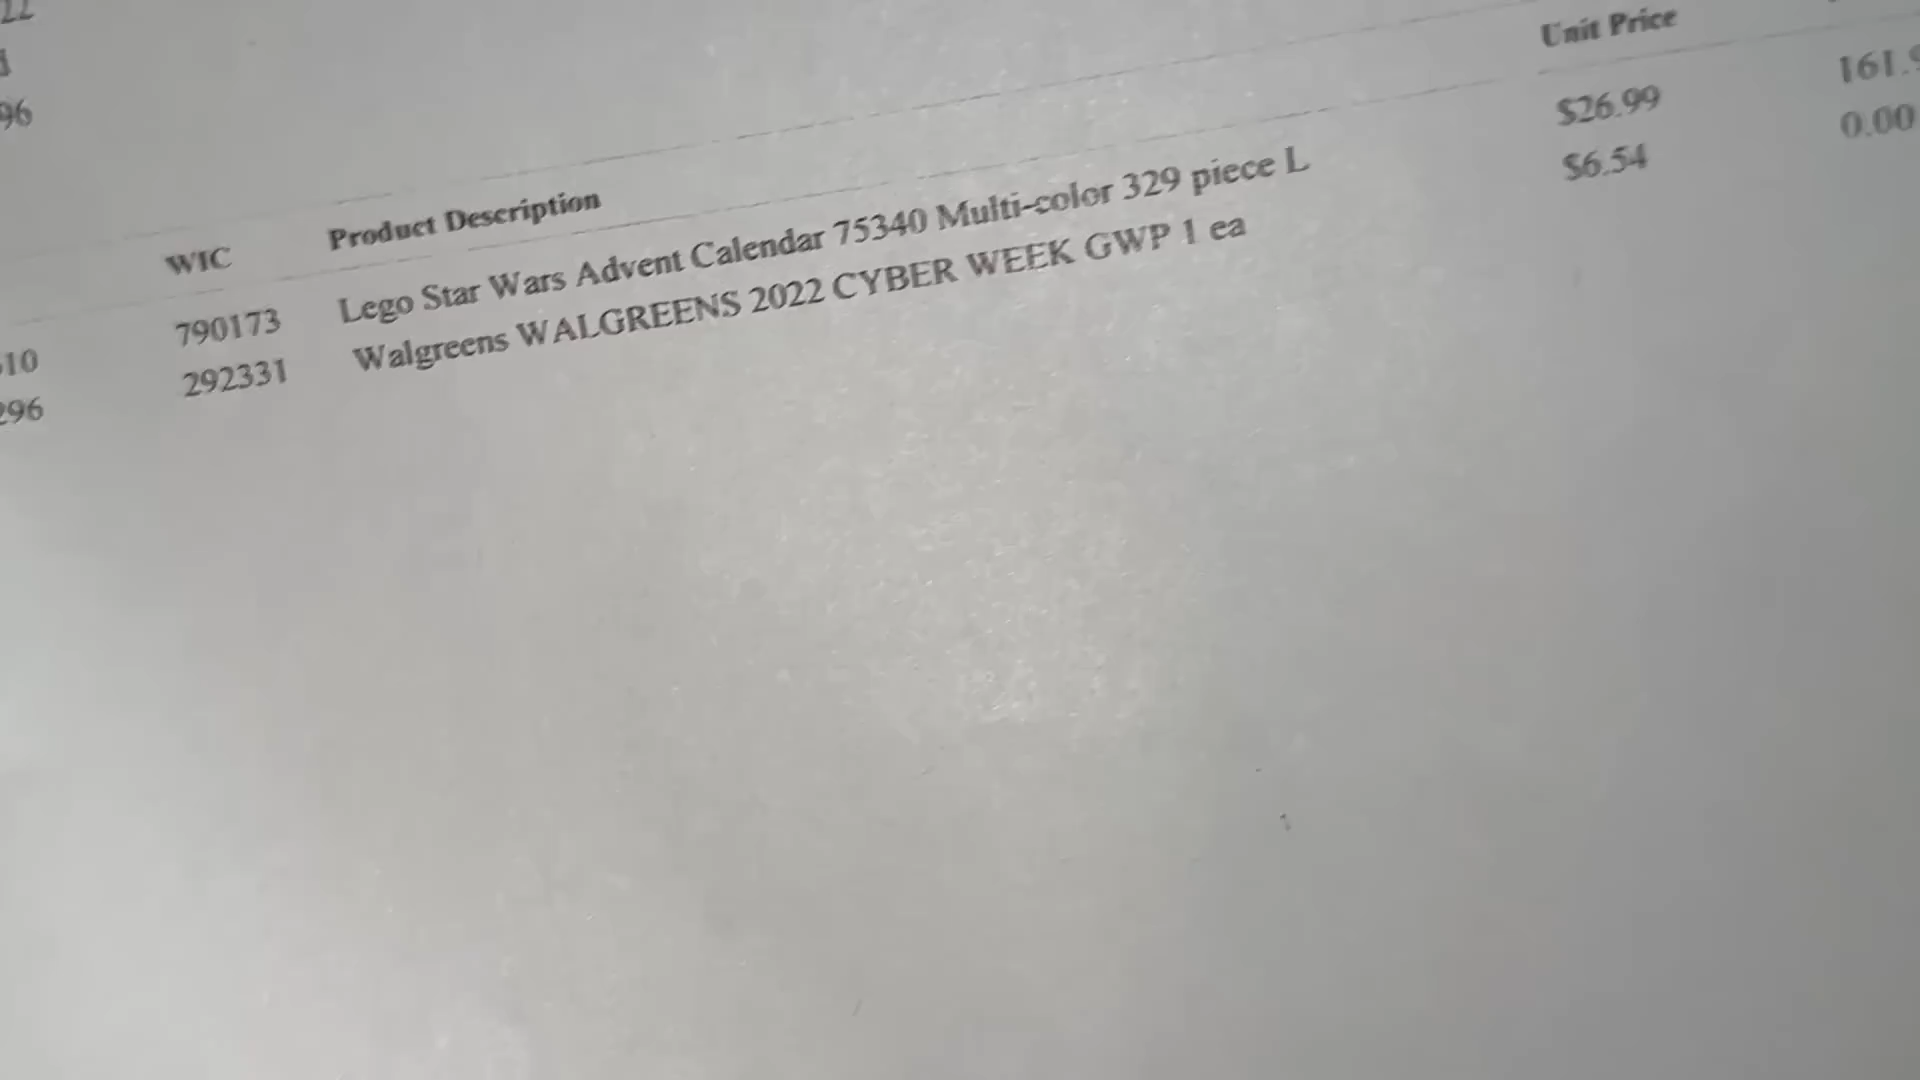 96
WIC Product Description Unit Price
10 790173 Lego Star Wars Advent Calendar 75340 Multi-color 329 piece L $26.99 161.9
296 292331 Walgreens WALGREENS 2022 CYBER WEEK GWP 1 ea $6.54 0.00